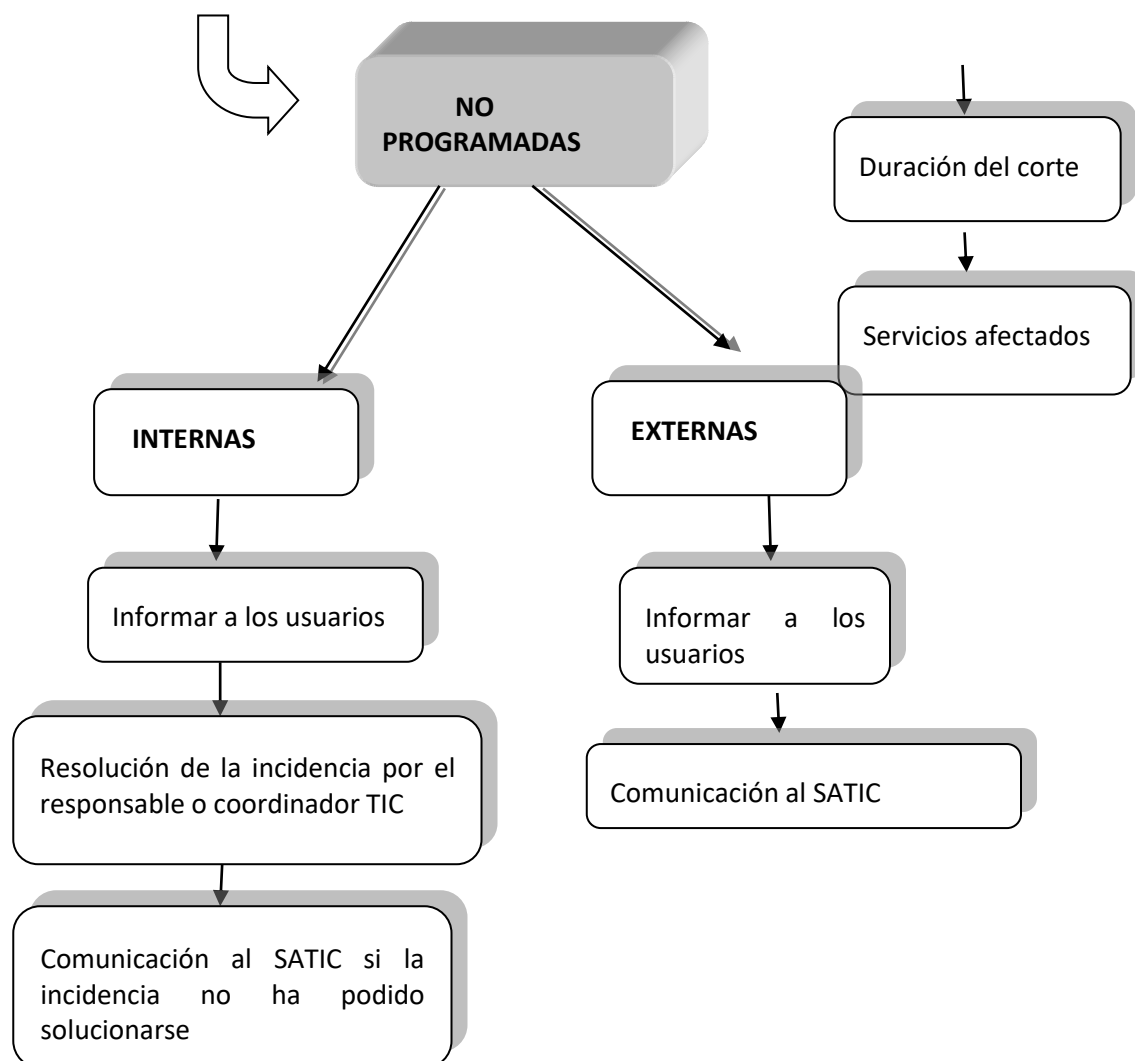 NO
PROGRAMADAS
Duración del corte
Servicios afectados
INTERNAS
EXTERNAS
Informar a los usuarios
Informar a los
usuarios
Resolución de la incidencia por el
responsable o coordinador TIC
Comunicación al SATIC
Comunicación al SATIC si la
incidencia no ha podido
solucionarse